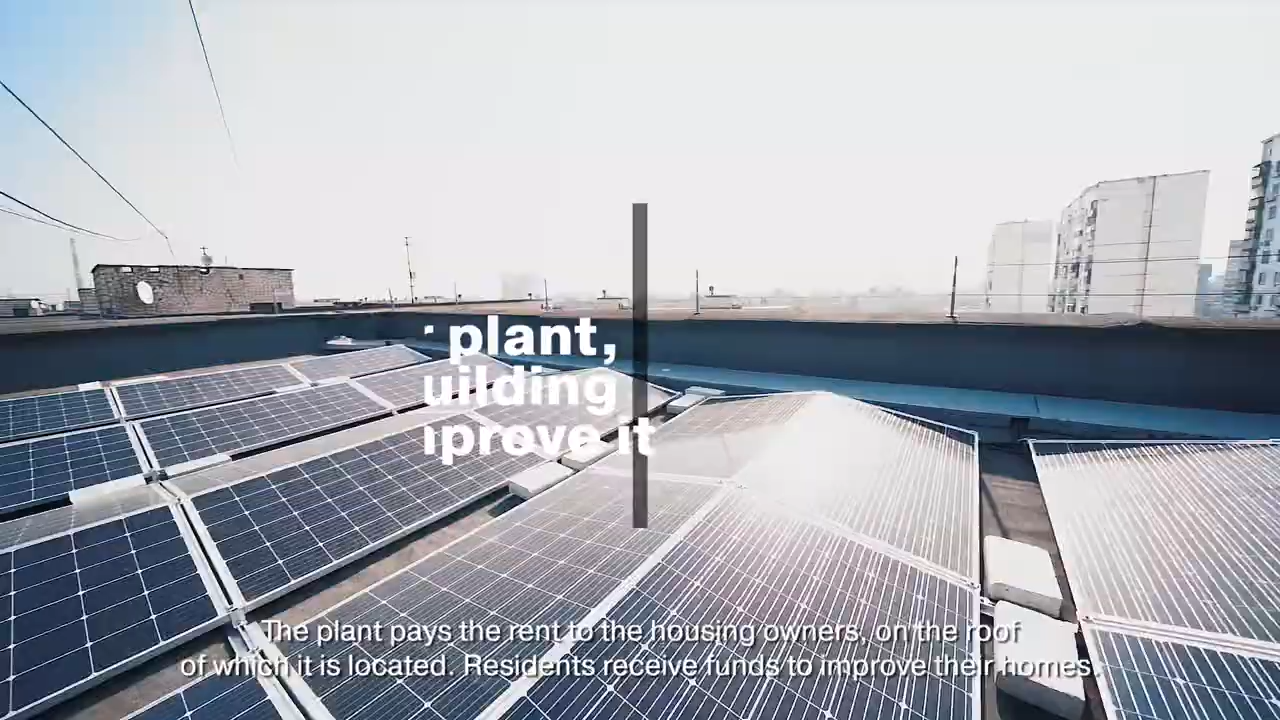 plant,
uilding
prove it
The plant pays the rent to the housing owners, on the roof
of which it is located. Residents receive funds to improve their homes.